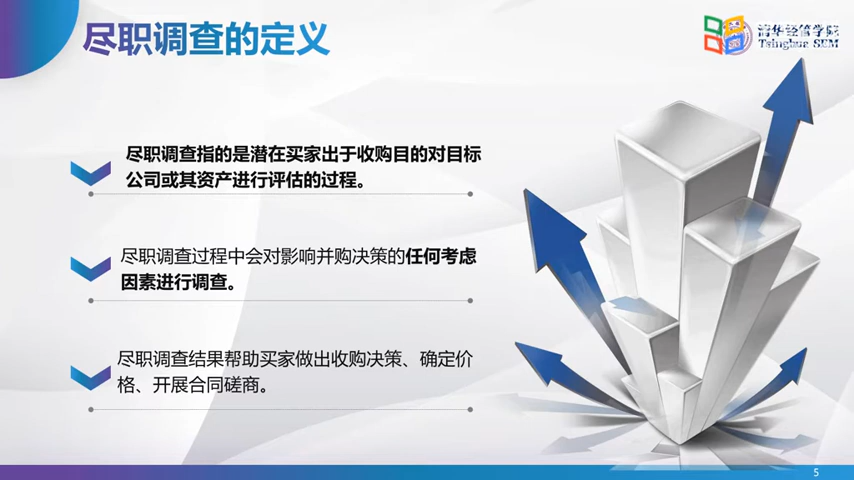 尽职调查的定义
清华经管学院
Tsinghua SEM
尽职调查指的是潜在买家出于收购目的对目标
公司或其资产进行评估的过程。
尽职调查过程中会对影响并购决策的任何考虑
因素进行调查。
尽职调查结果帮助买家做出收购决策、确定价
格、开展合同磋商。
5